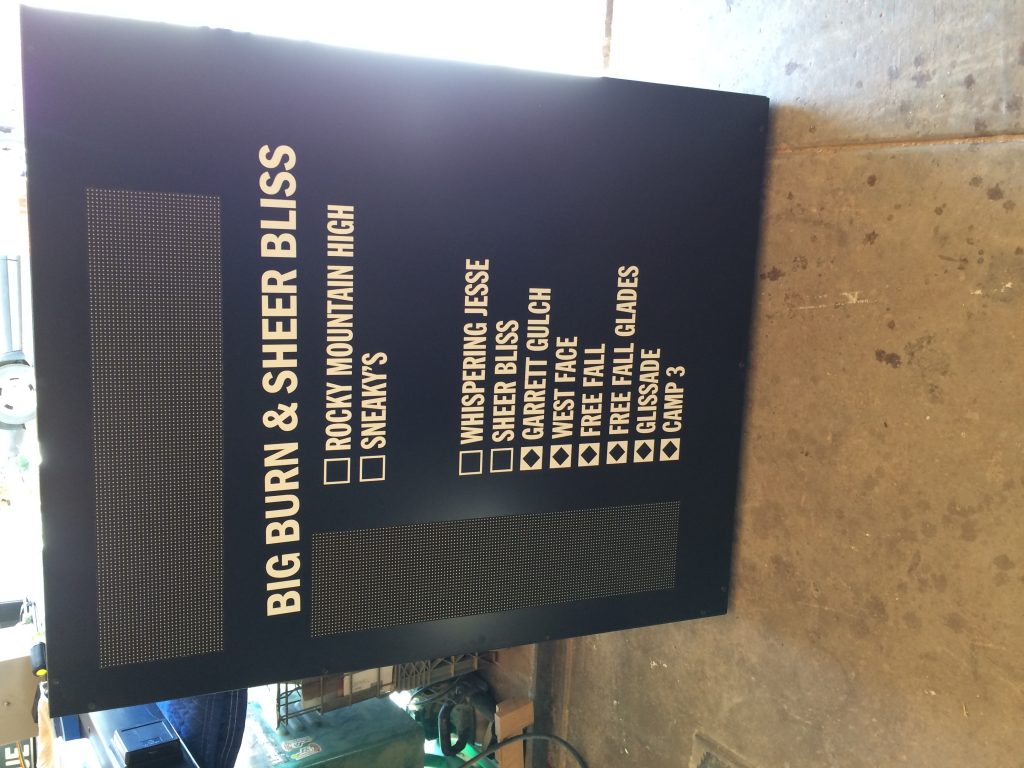 BIG BURN & SHEER BLISS
ROCKY MOUNTAIN HIGH
SNEAKY'S
WHISPERING JESSE
SHEER BLISS
GARRETT GULCH
WEST FACE
FREE FALL
FREE FALL GLADES
GLISSADE
CAMP 3